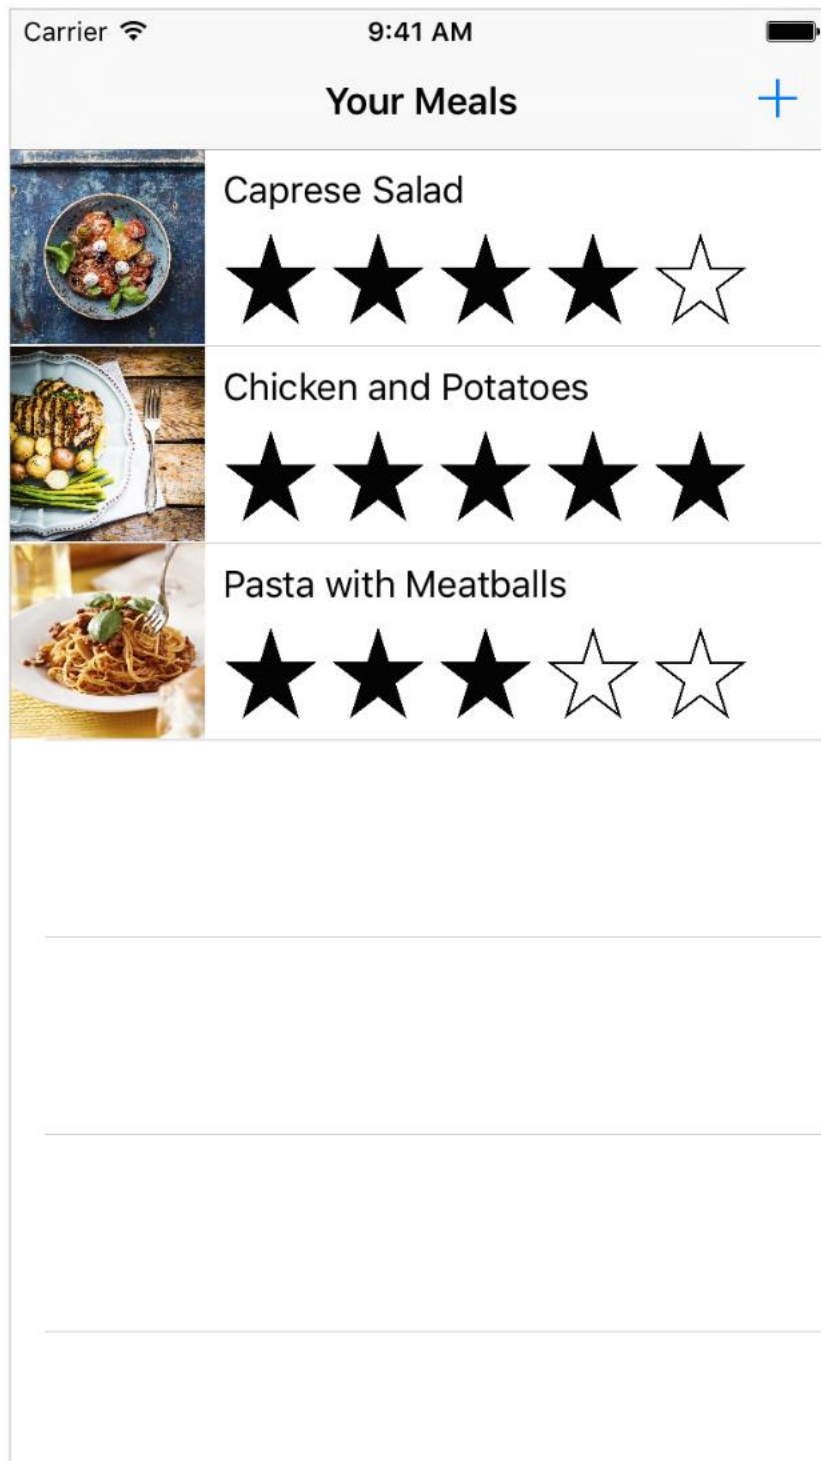 Carrier
9:41 AM
Your Meals
Caprese Salad
Chicken and Potatoes
Pasta with Meatballs